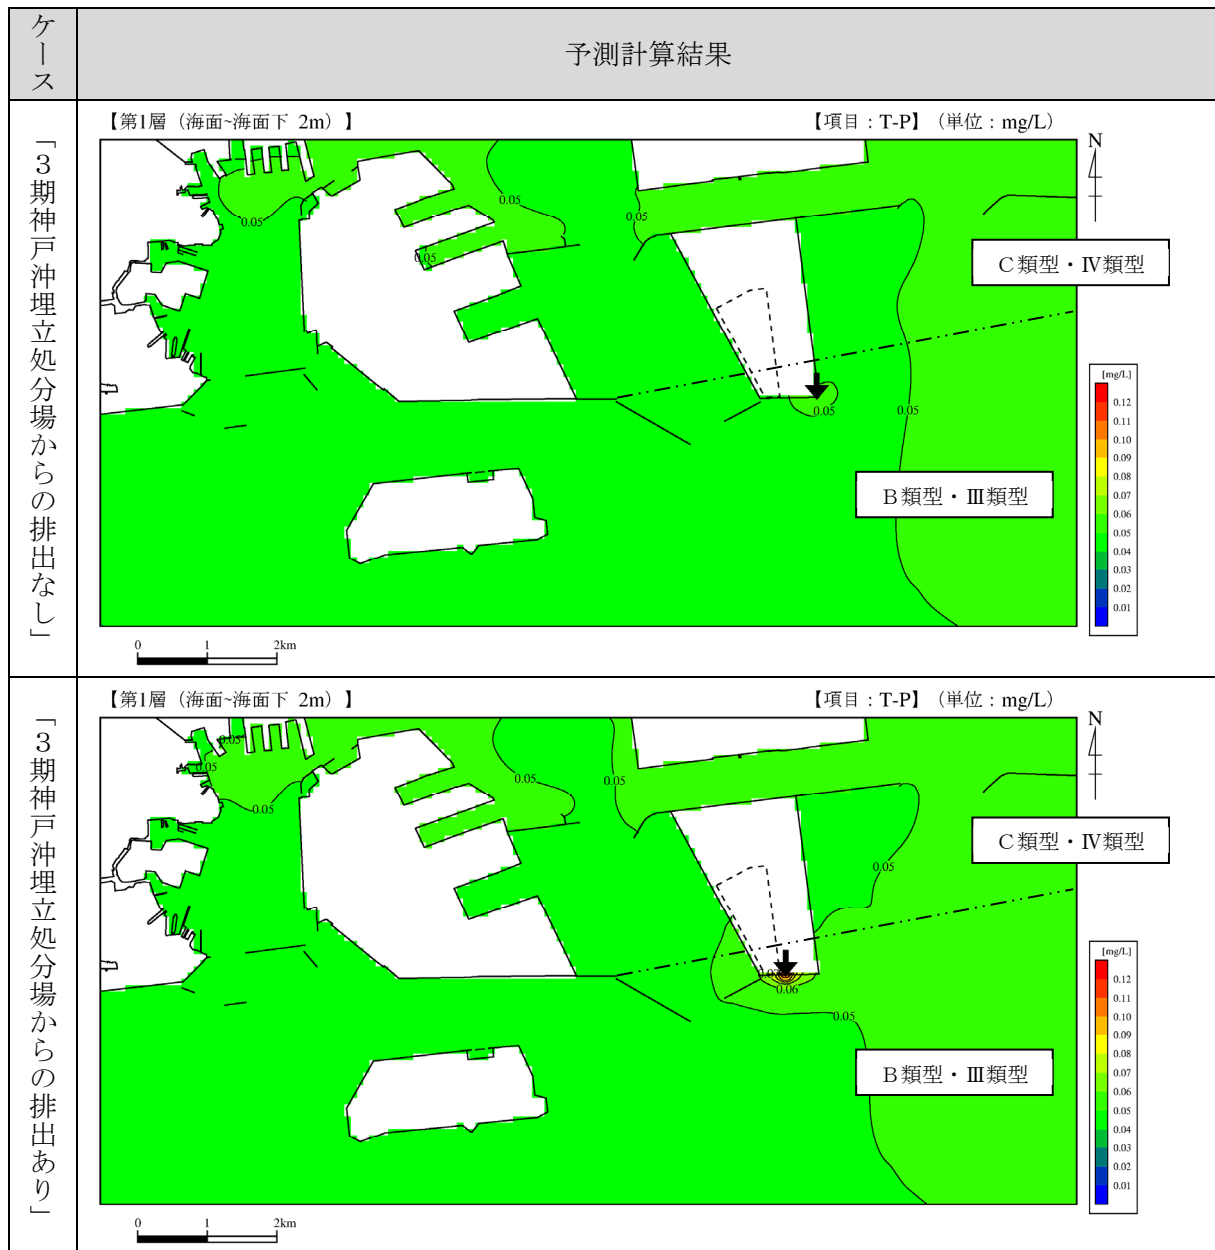 ケース
予測計算結果
「３期神戸沖埋立処分場からの排出なし」
【第1層（海面~海面下 2m）】
【項目：T-P】（単位：mg/L）
N
0.05
0.05
0.05
0.05
Ｃ類型・Ⅳ類型
0.05
0.05
Ｂ類型・Ⅲ類型
[mg/L]
0.12
0.11
0.10
0.09
0.08
0.07
0.06
0.05
0.04
0.03
0.02
0.01
0 1 2km
「３期神戸沖埋立処分場からの排出あり」
【第1層（海面~海面下 2m）】
【項目：T-P】（単位：mg/L）
N
0.05
0.05
0.05
0.05
0.05
Ｃ類型・Ⅳ類型
0.05
0.06
0.05
Ｂ類型・Ⅲ類型
[mg/L]
0.12
0.11
0.10
0.09
0.08
0.07
0.06
0.05
0.04
0.03
0.02
0.01
0 1 2km